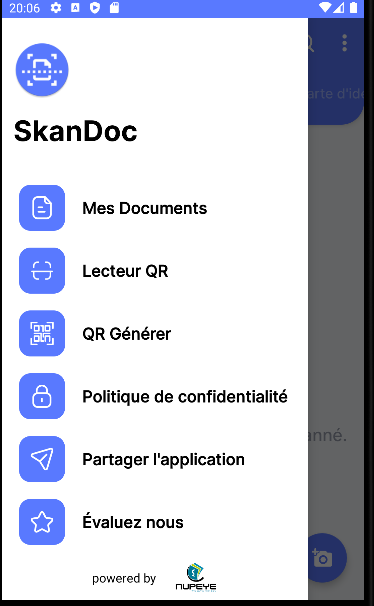 20:06
SkanDoc
arte d'ide
Mes Documents
Lecteur QR
QR Générer
Politique de confidentialité
anné.
Partager l'application
Évaluez nous
powered by
NUPEYE